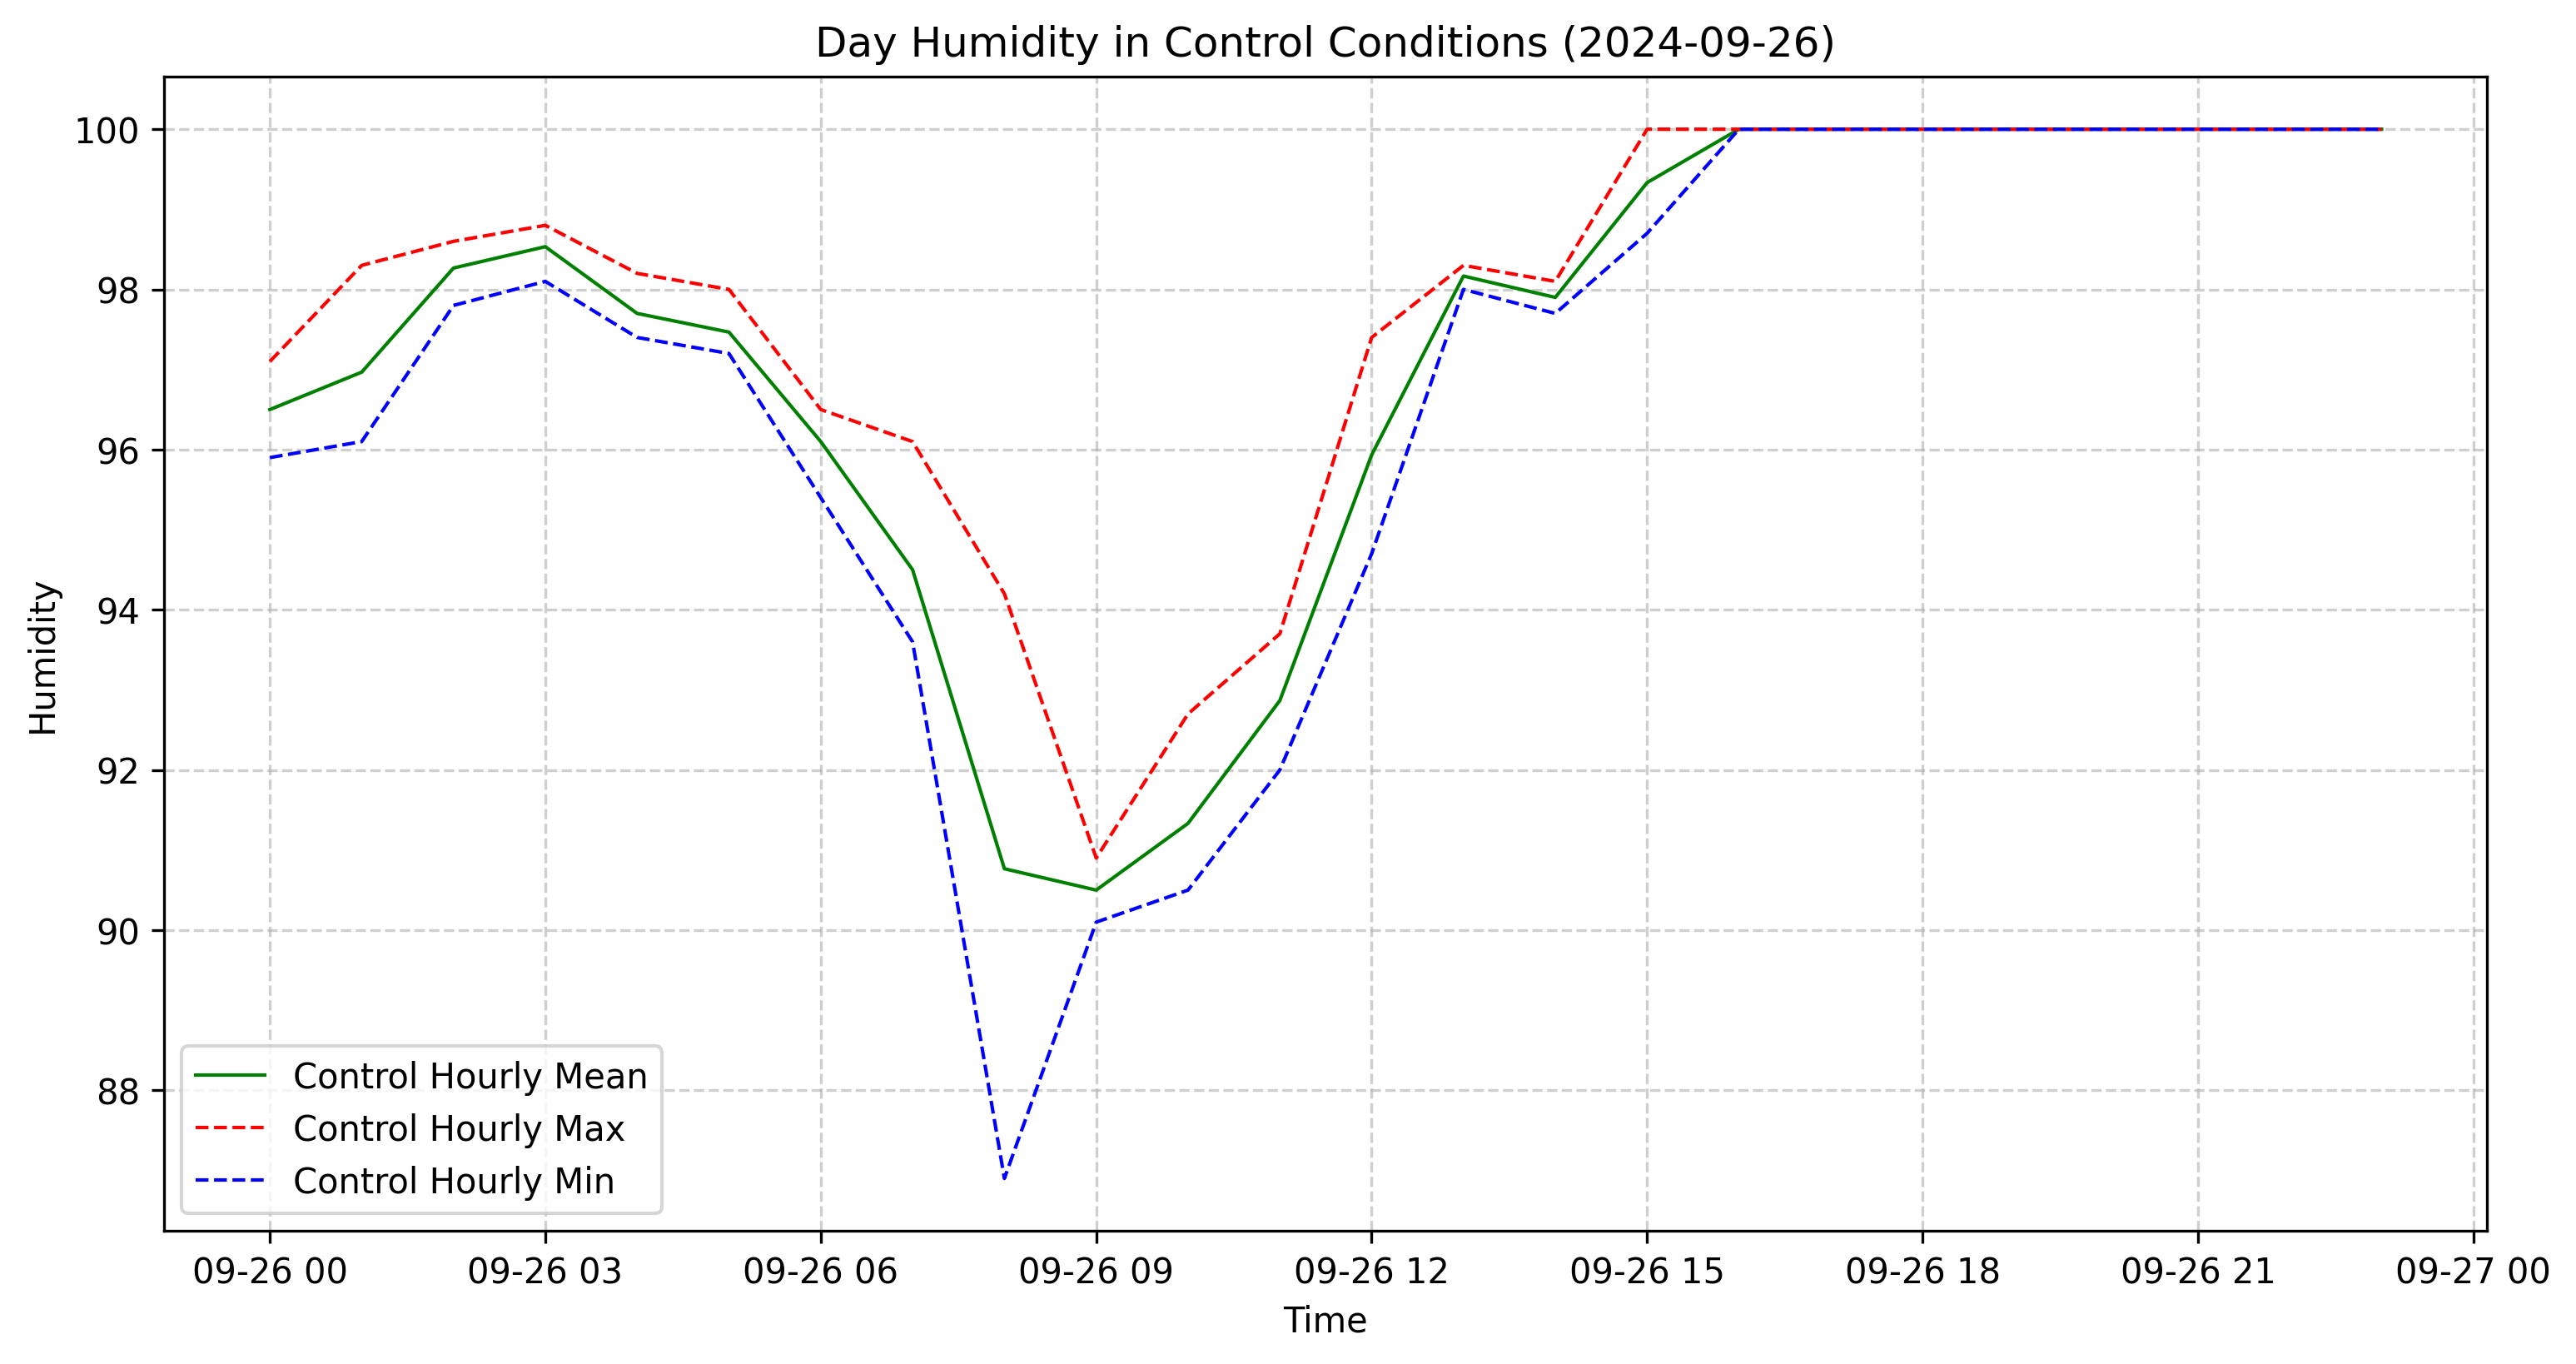 Day Humidity in Control Conditions (2024-09-26)
Humidity
100
98
96
94
92
90
88
Control Hourly Mean
Control Hourly Max
Control Hourly Min
09-26 00 09-26 03 09-26 06 09-26 09 09-26 12 09-26 15 09-26 18 09-26 21 09-27 00
Time